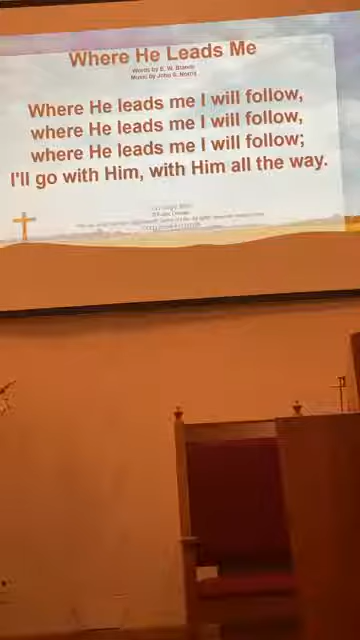 Where He Leads Me
Words by E. W. Blandy
Music by John S. Norris
Where He leads me I will follow,
where He leads me I will follow,
where He leads me I will follow;
I'll go with Him, with Him all the way.